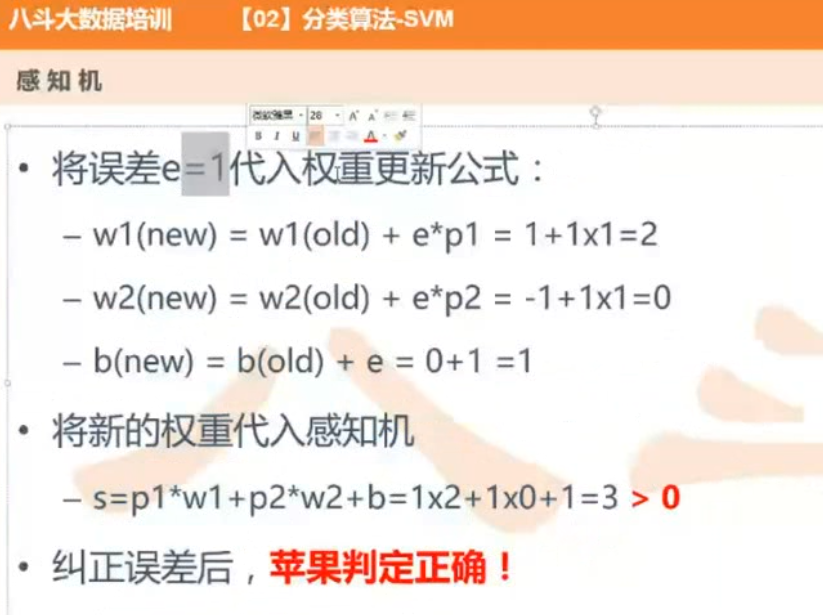 八斗大数据培训 【02】分类算法-SVM
感知机
微软雅黑 28
B I U A
• 将误差e=1代入权重更新公式：
– w1(new) = w1(old) + e*p1 = 1+1x1=2
– w2(new) = w2(old) + e*p2 = -1+1x1=0
– b(new) = b(old) + e = 0+1 =1
• 将新的权重代入感知机
– s=p1*w1+p2*w2+b=1x2+1x0+1=3 > 0
• 纠正误差后，苹果判定正确！